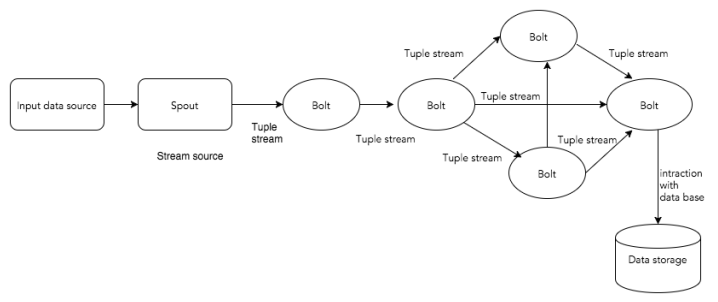 Bolt
Tuple stream
Tuple stream
Input data source
Spout
Bolt
Bolt
Tuple stream
Bolt
Tuple
stream
Tuple stream
Tuple stream
Stream source
Tuple stream
Bolt
intraction
with
data base
Data storage